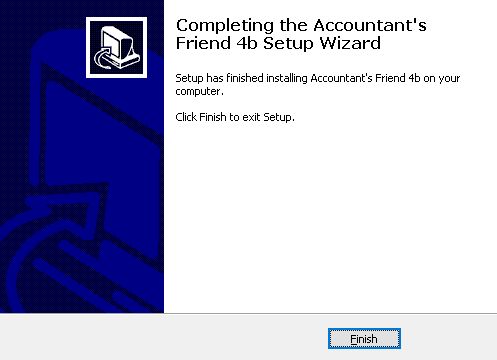 Completing the Accountant's
Friend 4b Setup Wizard
Setup has finished installing Accountant's Friend 4b on your
computer.
Click Finish to exit Setup.
Finish